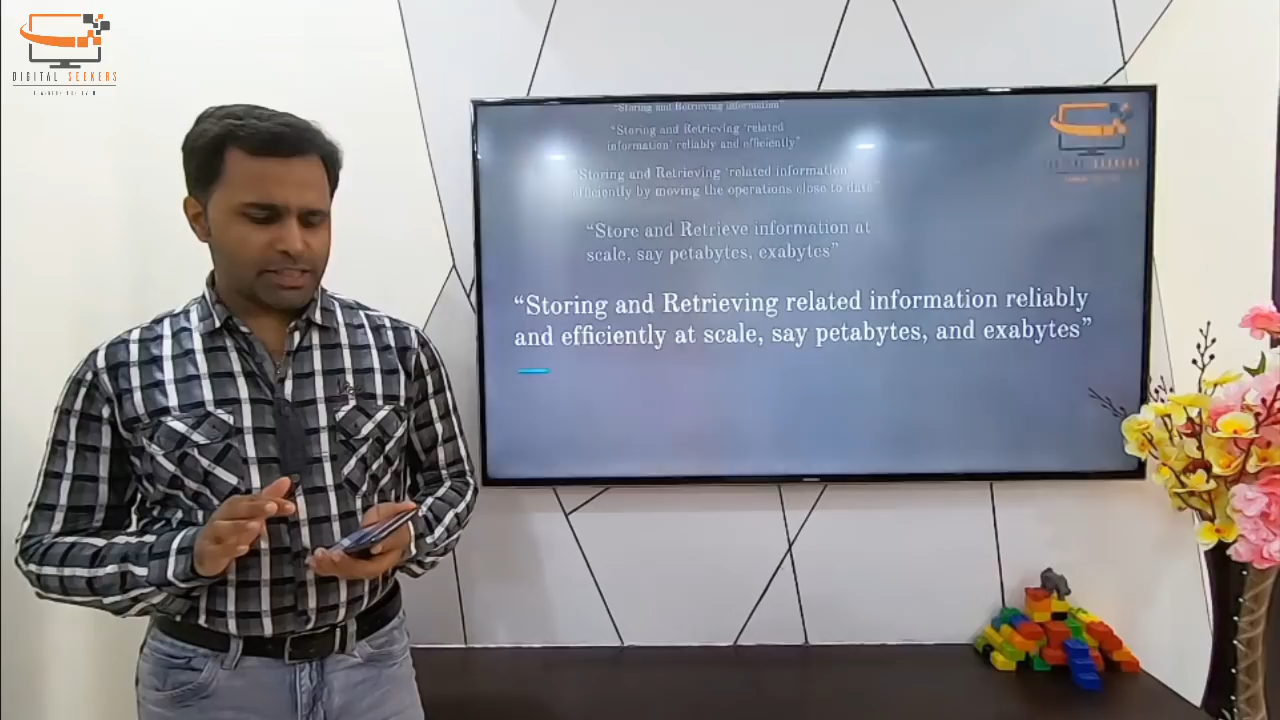 DIGITAL SEEKERS
"Storing and Retrieving information"
"Storing and Retrieving 'related
information' reliably and efficiently"
"Storing and Retrieving 'related information
efficiently by moving the operations close to data"
"Store and Retrieve information at
scale, say petabytes, exabytes"
"Storing and Retrieving related information reliably
and efficiently at scale, say petabytes, and exabytes"
DIGITAL SEEKERS